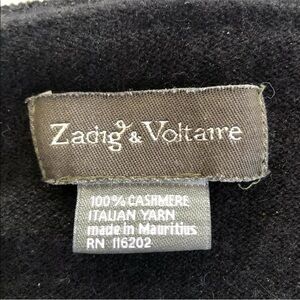 Zadig & Voltaire
100% CASHMERE
ITALIAN YARN
made in Mauritius
RN 116202